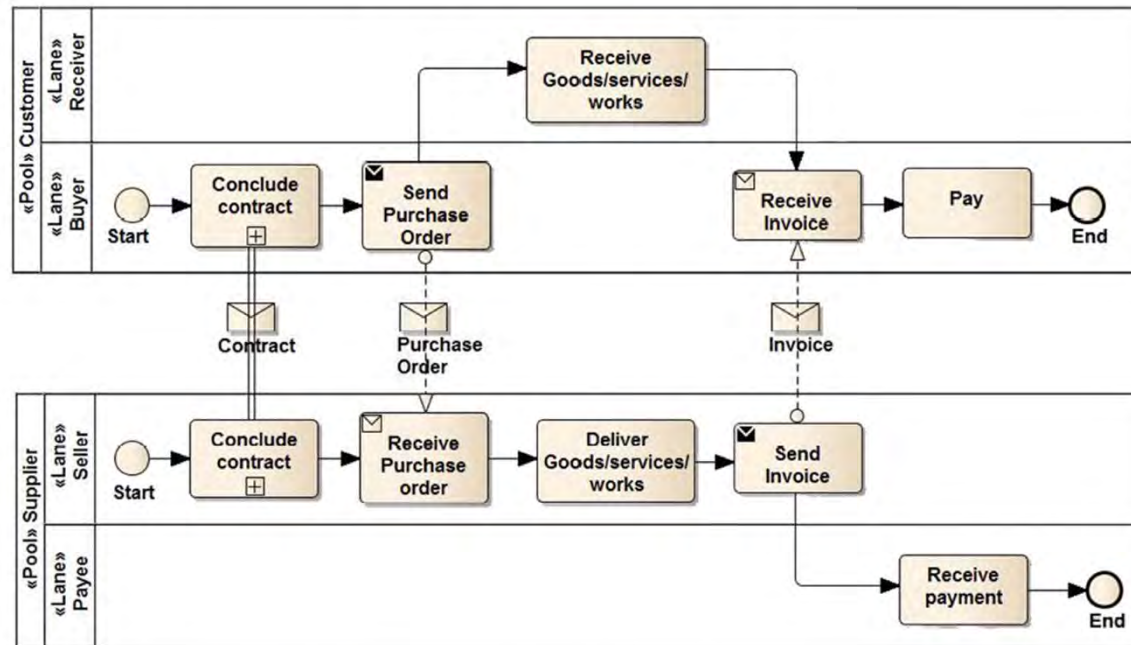 «Pool» Customer
«Lane»
Receiver
Receive
Goods/services/
works
«Lane»
Buyer
Start
Conclude
contract
Send
Purchase
Order
Receive
Invoice
Pay
End
Contract
Purchase
Order
Invoice
«Pool» Supplier
«Lane»
Seller
Start
Conclude
contract
Receive
Purchase
order
Deliver
Goods/services/
works
Send
Invoice
«Lane»
Payee
Receive
payment
End